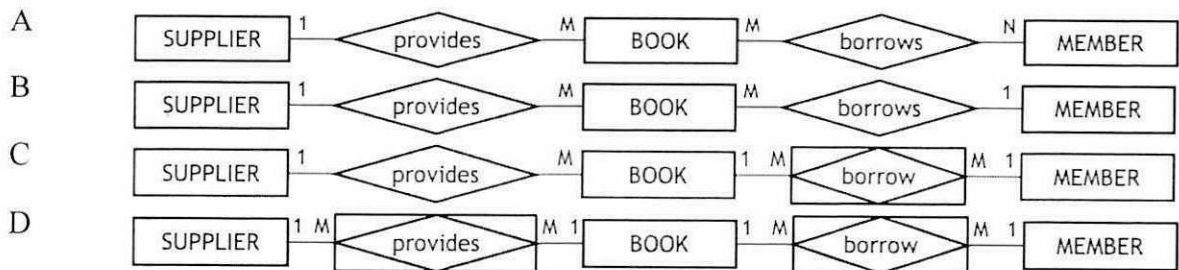 A SUPPLIER 1 provides M BOOK M borrows N MEMBER
B SUPPLIER 1 provides M BOOK M borrows 1 MEMBER
C SUPPLIER 1 provides M BOOK 1 M borrow M 1 MEMBER
D SUPPLIER 1 M provides M 1 BOOK 1 M borrow M 1 MEMBER